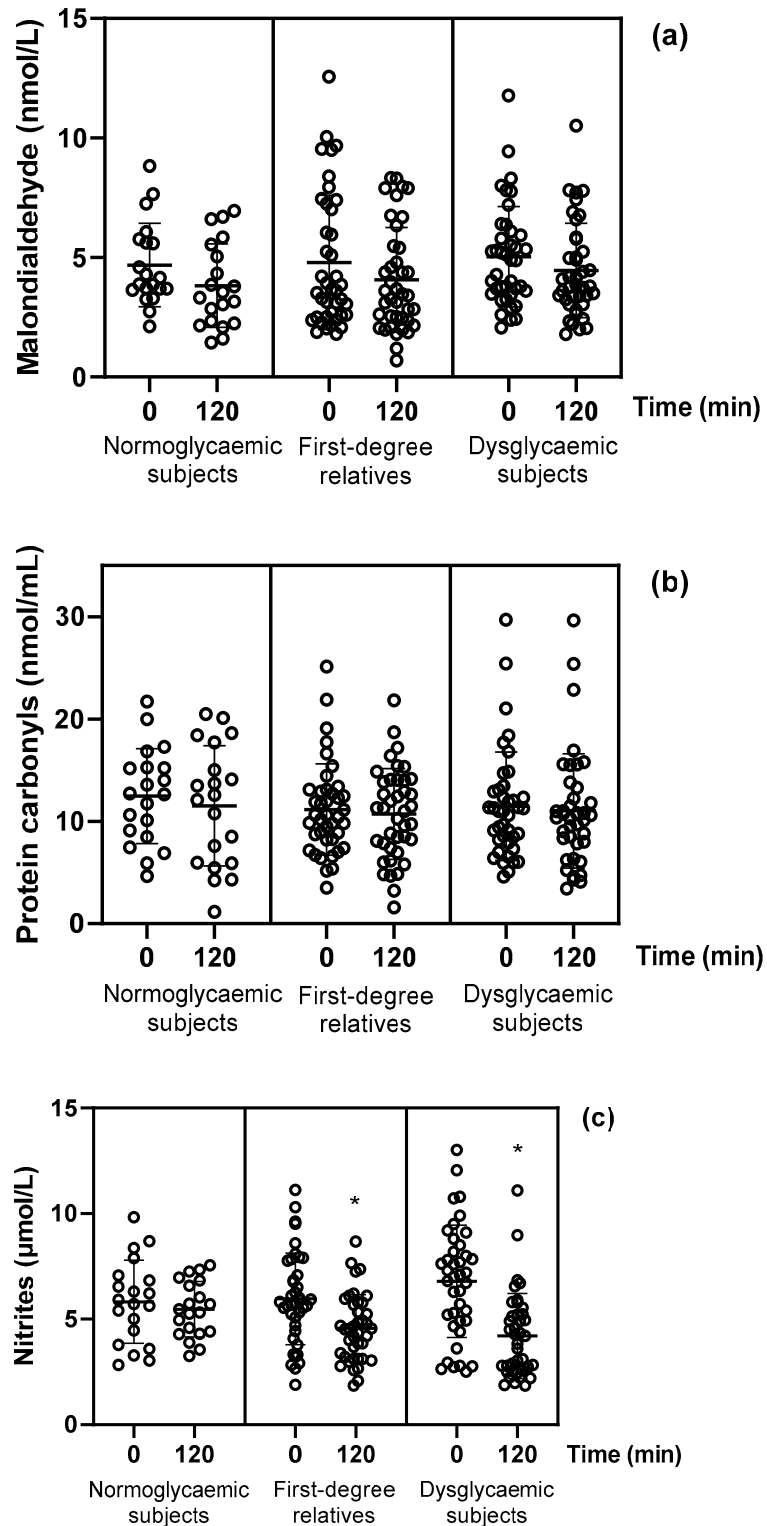 (a)
Malondialdehyde (nmol/L)
15
10
5
0
0 120 0 120 0 120 Time (min)
Normoglycaemic subjects
First-degree relatives
Dysglycaemic subjects
(b)
Protein carbonyls (nmol/mL)
30
20
10
0
0 120 0 120 0 120 Time (min)
Normoglycaemic subjects
First-degree relatives
Dysglycaemic subjects
(c)
Nitrites (µmol/L)
15
10
5
0
*
*
0 120 0 120 0 120 Time (min)
Normoglycaemic subjects
First-degree relatives
Dysglycaemic subjects